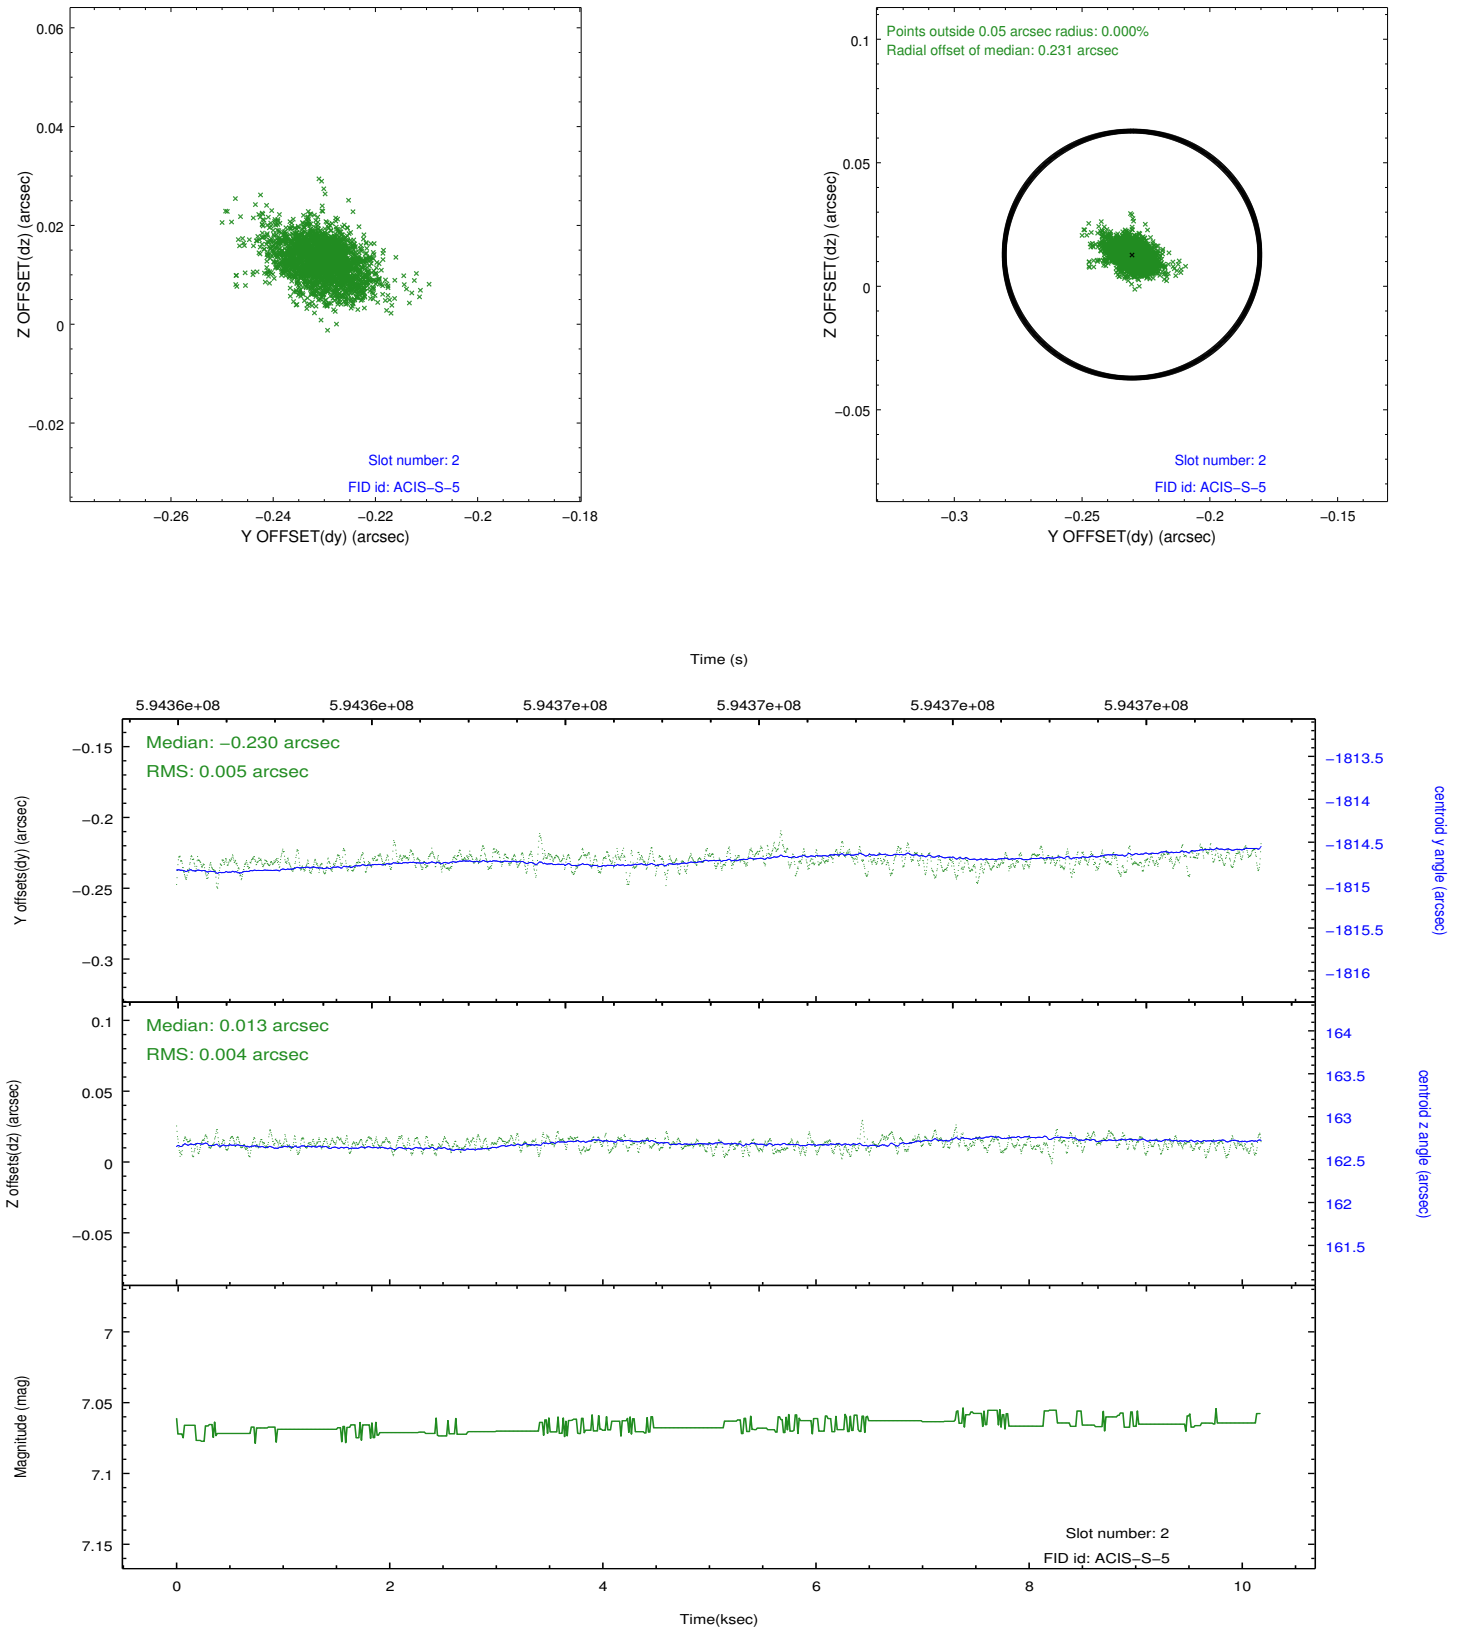 0.06
0.04
0.02
0
−0.02
Z OFFSET(dz) (arcsec)
Slot number: 2
FID id: ACIS−S−5
−0.26
−0.24
−0.22
−0.2
−0.18
Y OFFSET(dy) (arcsec)
Points outside 0.05 arcsec radius: 0.000%
Radial offset of median: 0.231 arcsec
0.1
0.05
0
−0.05
Z OFFSET(dz) (arcsec)
Slot number: 2
FID id: ACIS−S−5
−0.3
−0.25
−0.2
−0.15
Y OFFSET(dy) (arcsec)
Time (s)
5.9436e+08
5.9436e+08
5.9437e+08
5.9437e+08
5.9437e+08
5.9437e+08
Median: −0.230 arcsec
RMS: 0.005 arcsec
−0.15
−0.2
−0.25
−0.3
Y offsets(dy) (arcsec)
−1813.5
−1814
−1814.5
−1815
−1815.5
−1816
centroid y angle (arcsec)
Median: 0.013 arcsec
RMS: 0.004 arcsec
0.1
0.05
0
−0.05
Z offsets(dz) (arcsec)
164
163.5
163
162.5
162
161.5
centroid z angle (arcsec)
7
7.05
7.1
7.15
Magnitude (mag)
Slot number: 2
FID id: ACIS−S−5
0
2
4
6
8
10
Time(ksec)